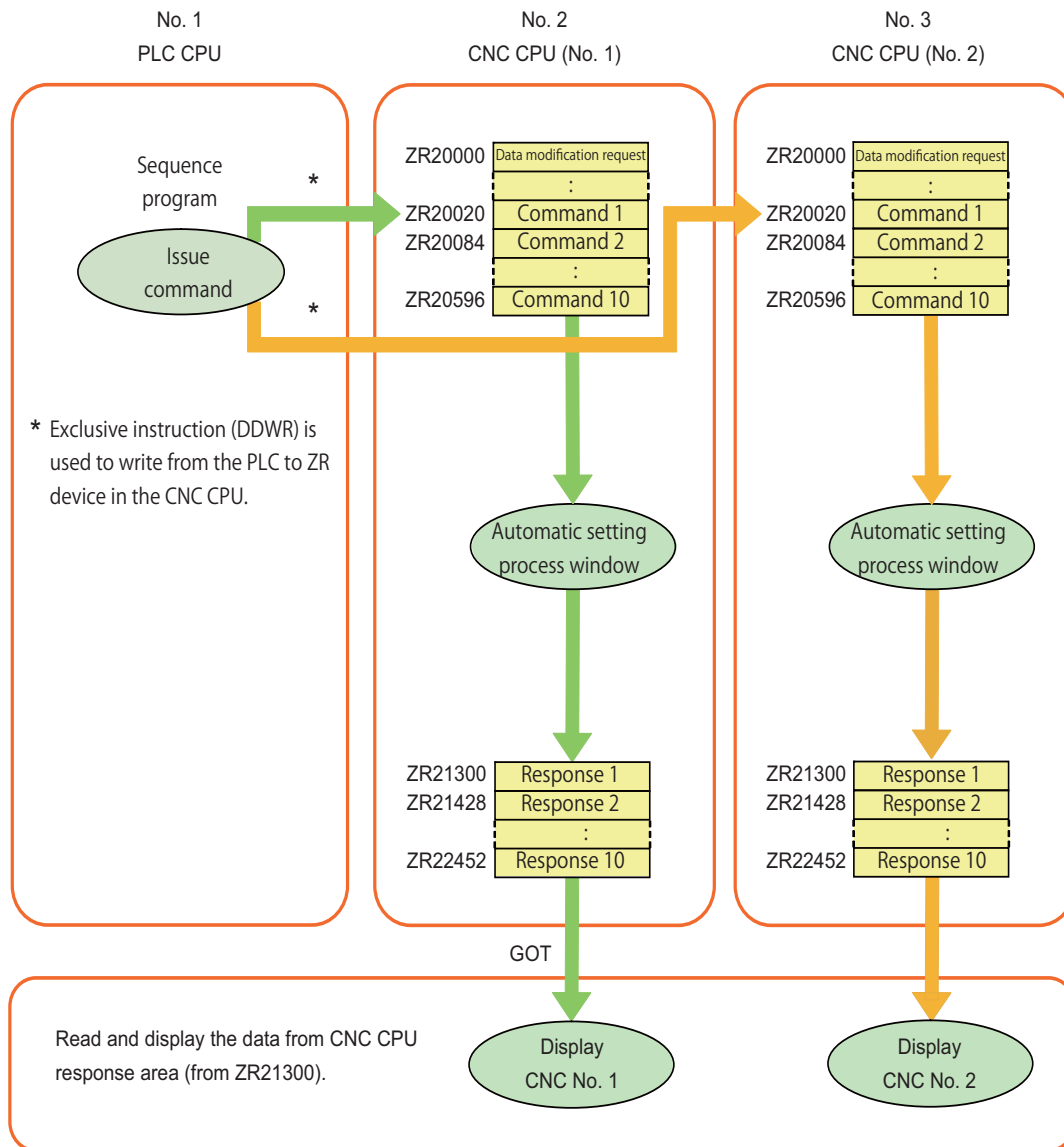 No. 1
PLC CPU
No. 2
CNC CPU (No. 1)
No. 3
CNC CPU (No. 2)
Sequence
program
*
Issue
command
*
* Exclusive instruction (DDWR) is
used to write from the PLC to ZR
device in the CNC CPU.
ZR20000 Data modification request
:
ZR20020 Command 1
ZR20084 Command 2
:
ZR20596 Command 10
Automatic setting
process window
ZR21300 Response 1
ZR21428 Response 2
:
ZR22452 Response 10
ZR20000 Data modification request
:
ZR20020 Command 1
ZR20084 Command 2
:
ZR20596 Command 10
Automatic setting
process window
ZR21300 Response 1
ZR21428 Response 2
:
ZR22452 Response 10
GOT
Read and display the data from CNC CPU
response area (from ZR21300).
Display
CNC No. 1
Display
CNC No. 2